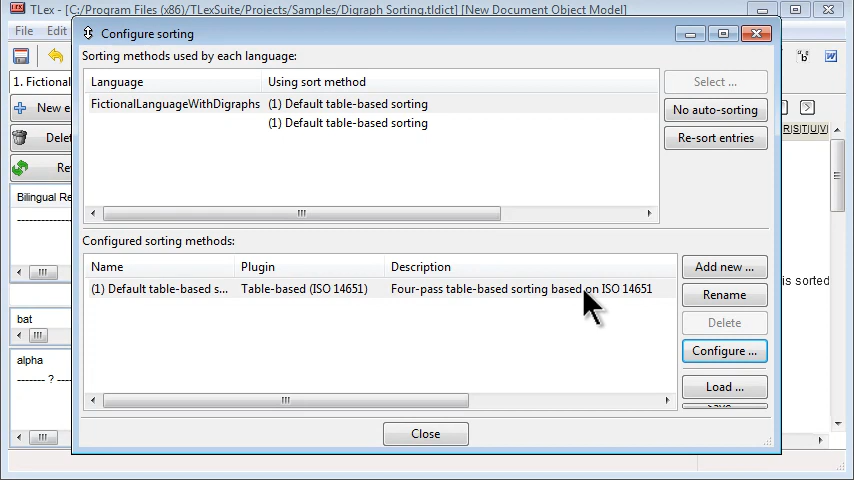 TLex - [C:/Program Files (x86)/TLexSuite/Projects/Samples/Digraph Sorting.tldict] [New Document Object Model]
File Edit
Configure sorting
Sorting methods used by each language:
Language Using sort method
FictionalLanguageWithDigraphs (1) Default table-based sorting
(1) Default table-based sorting
Select ...
No auto-sorting
Re-sort entries
Configured sorting methods:
Name Plugin Description
(1) Default table-based s... Table-based (ISO 14651) Four-pass table-based sorting based on ISO 14651
Add new ...
Rename
Delete
Configure ...
Load ...
Close
1. Fictional
New e
Delet
Re
Bilingual Re
-----------------
bat
alpha
------- ? ----
R S T U V
is sorted